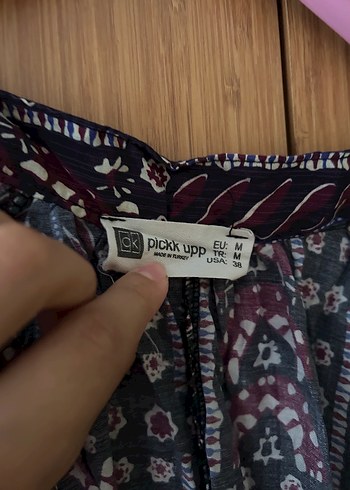 CK
pickk upp
MADE IN TURKEY
EU: M
TR: M
USA: 38